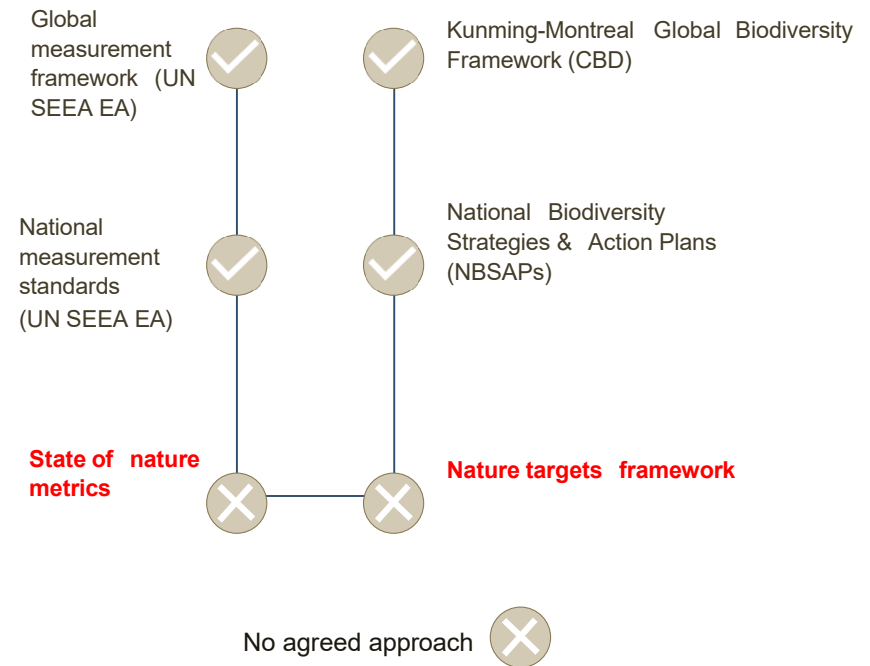 Global
measurement
framework (UN
SEEA EA)
Kunming-Montreal Global Biodiversity
Framework (CBD)
National
measurement
standards
(UN SEEA EA)
National Biodiversity
Strategies & Action Plans
(NBSAPs)
State of nature
metrics
Nature targets framework
No agreed approach